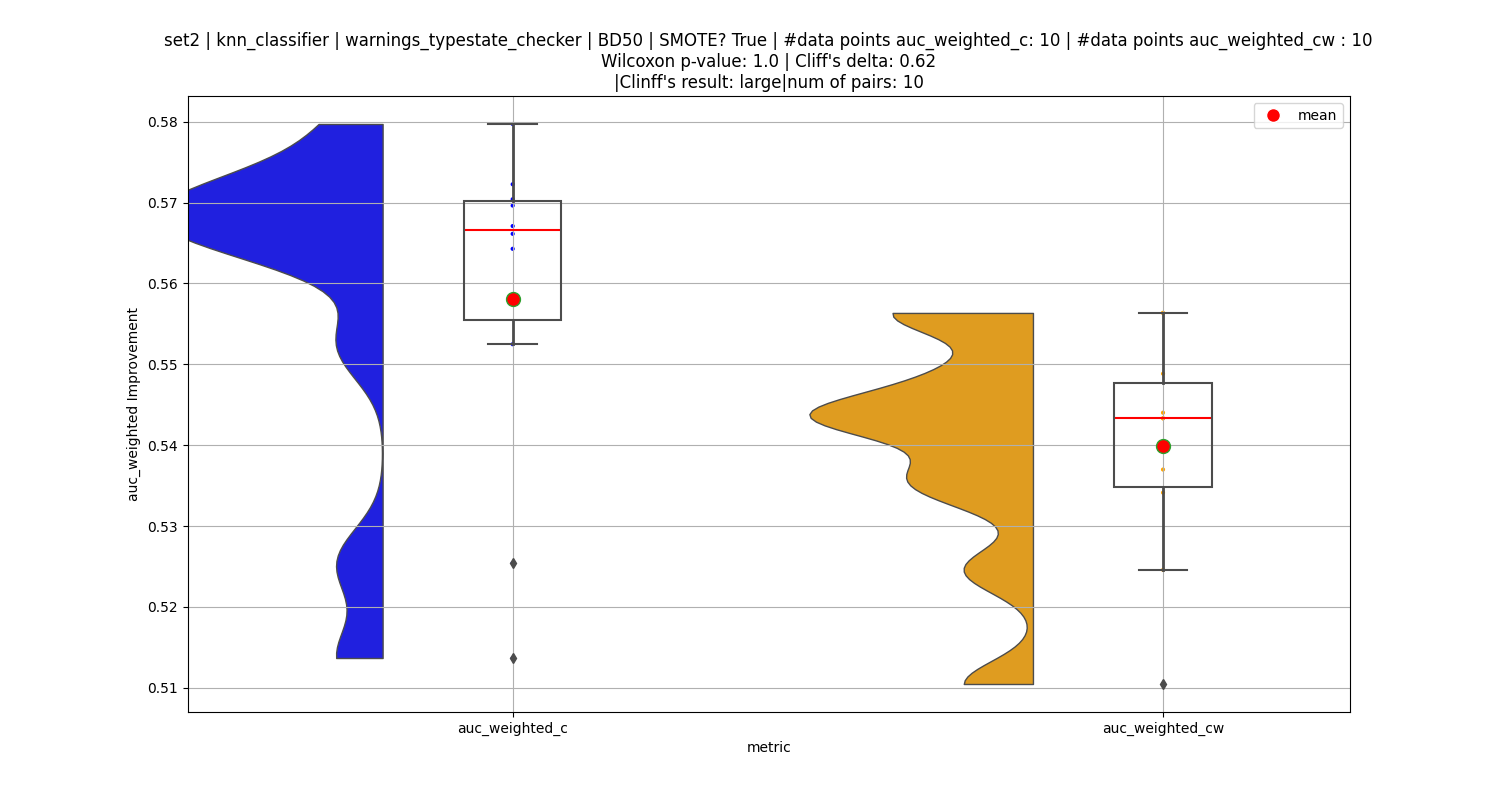 set2 | knn_classifier | warnings_typestate_checker | BD50 | SMOTE? True | #data points auc_weighted_c: 10 | #data points auc_weighted_cw : 10
Wilcoxon p-value: 1.0 | Cliff's delta: 0.62
|Clinff's result: large|num of pairs: 10
mean
0.58
0.57
0.56
0.55
0.54
0.53
0.52
0.51
auc_weighted Improvement
auc_weighted_c
auc_weighted_cw
metric